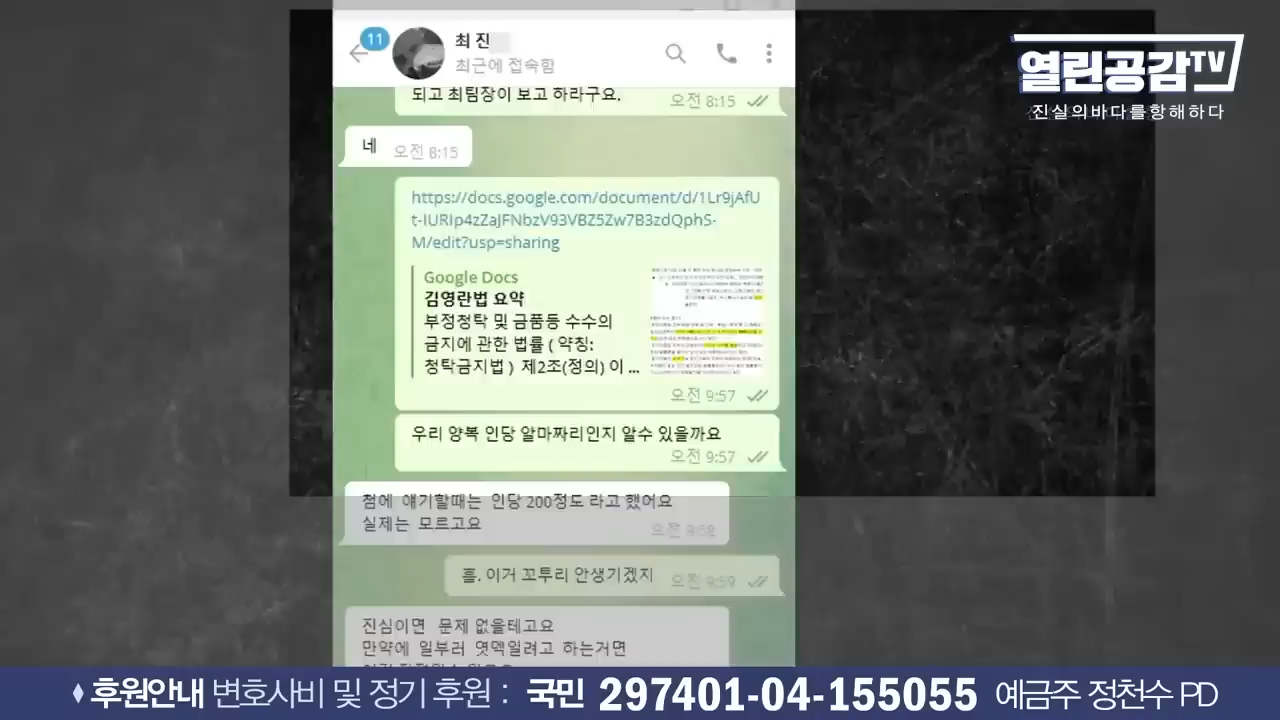 11
최 진
최근에 접속함
열린공감TV
진실의바다를항해하다
되고 최팀장이 보고 하라구요.
오전 8:15
네 오전 8:15
https://docs.google.com/document/d/1Lr9jAfU
t-IURIp4zZaJFNbzV93VBZ5Zw7B3zdQphS-
M/edit?usp=sharing
Google Docs
김영란법 요약
부정청탁 및 금품등 수수의
금지에 관한 법률 ( 약칭:
청탁금지법 ) 제2조(정의) 이 ...
오전 9:57
우리 양복 인당 알마짜리인지 알수 있을까요
오전 9:57
첨에 얘기할때는 인당 200정도 라고 했어요
실제는 모르고요
오전 9:58
흠. 이거 꼬투리 안생기겠지 오전 9:59
진심이면 문제 없을테고요
만약에 일부러 엿멕일려고 하는거면
후원안내 변호사비 및 정기 후원 : 국민 297401-04-155055 예금주 정천수 PD